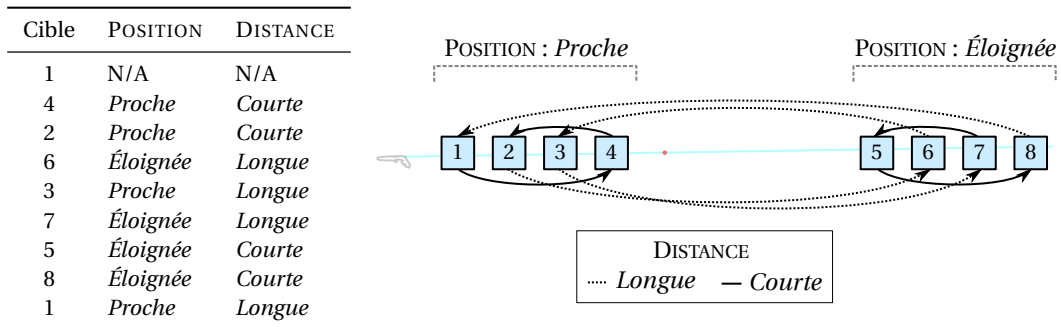 Cible POSITION DISTANCE
1 N/A N/A
4 Proche Courte
2 Proche Courte
6 Éloignée Longue
3 Proche Longue
7 Éloignée Longue
5 Éloignée Courte
8 Éloignée Courte
1 Proche Longue
POSITION : Proche POSITION : Éloignée
1 2 3 4 5 6 7 8
DISTANCE
Longue Courte